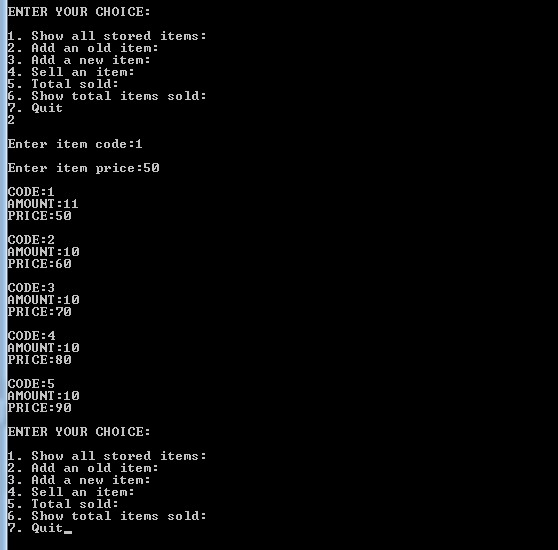 ENTER YOUR CHOICE:
1. Show all stored items:
2. Add an old item:
3. Add a new item:
4. Sell an item:
5. Total sold:
6. Show total items sold:
7. Quit
2
Enter item code:1
Enter item price:50
CODE:1
AMOUNT:11
PRICE:50
CODE:2
AMOUNT:10
PRICE:60
CODE:3
AMOUNT:10
PRICE:70
CODE:4
AMOUNT:10
PRICE:80
CODE:5
AMOUNT:10
PRICE:90
ENTER YOUR CHOICE:
1. Show all stored items:
2. Add an old item:
3. Add a new item:
4. Sell an item:
5. Total sold:
6. Show total items sold:
7. Quit_